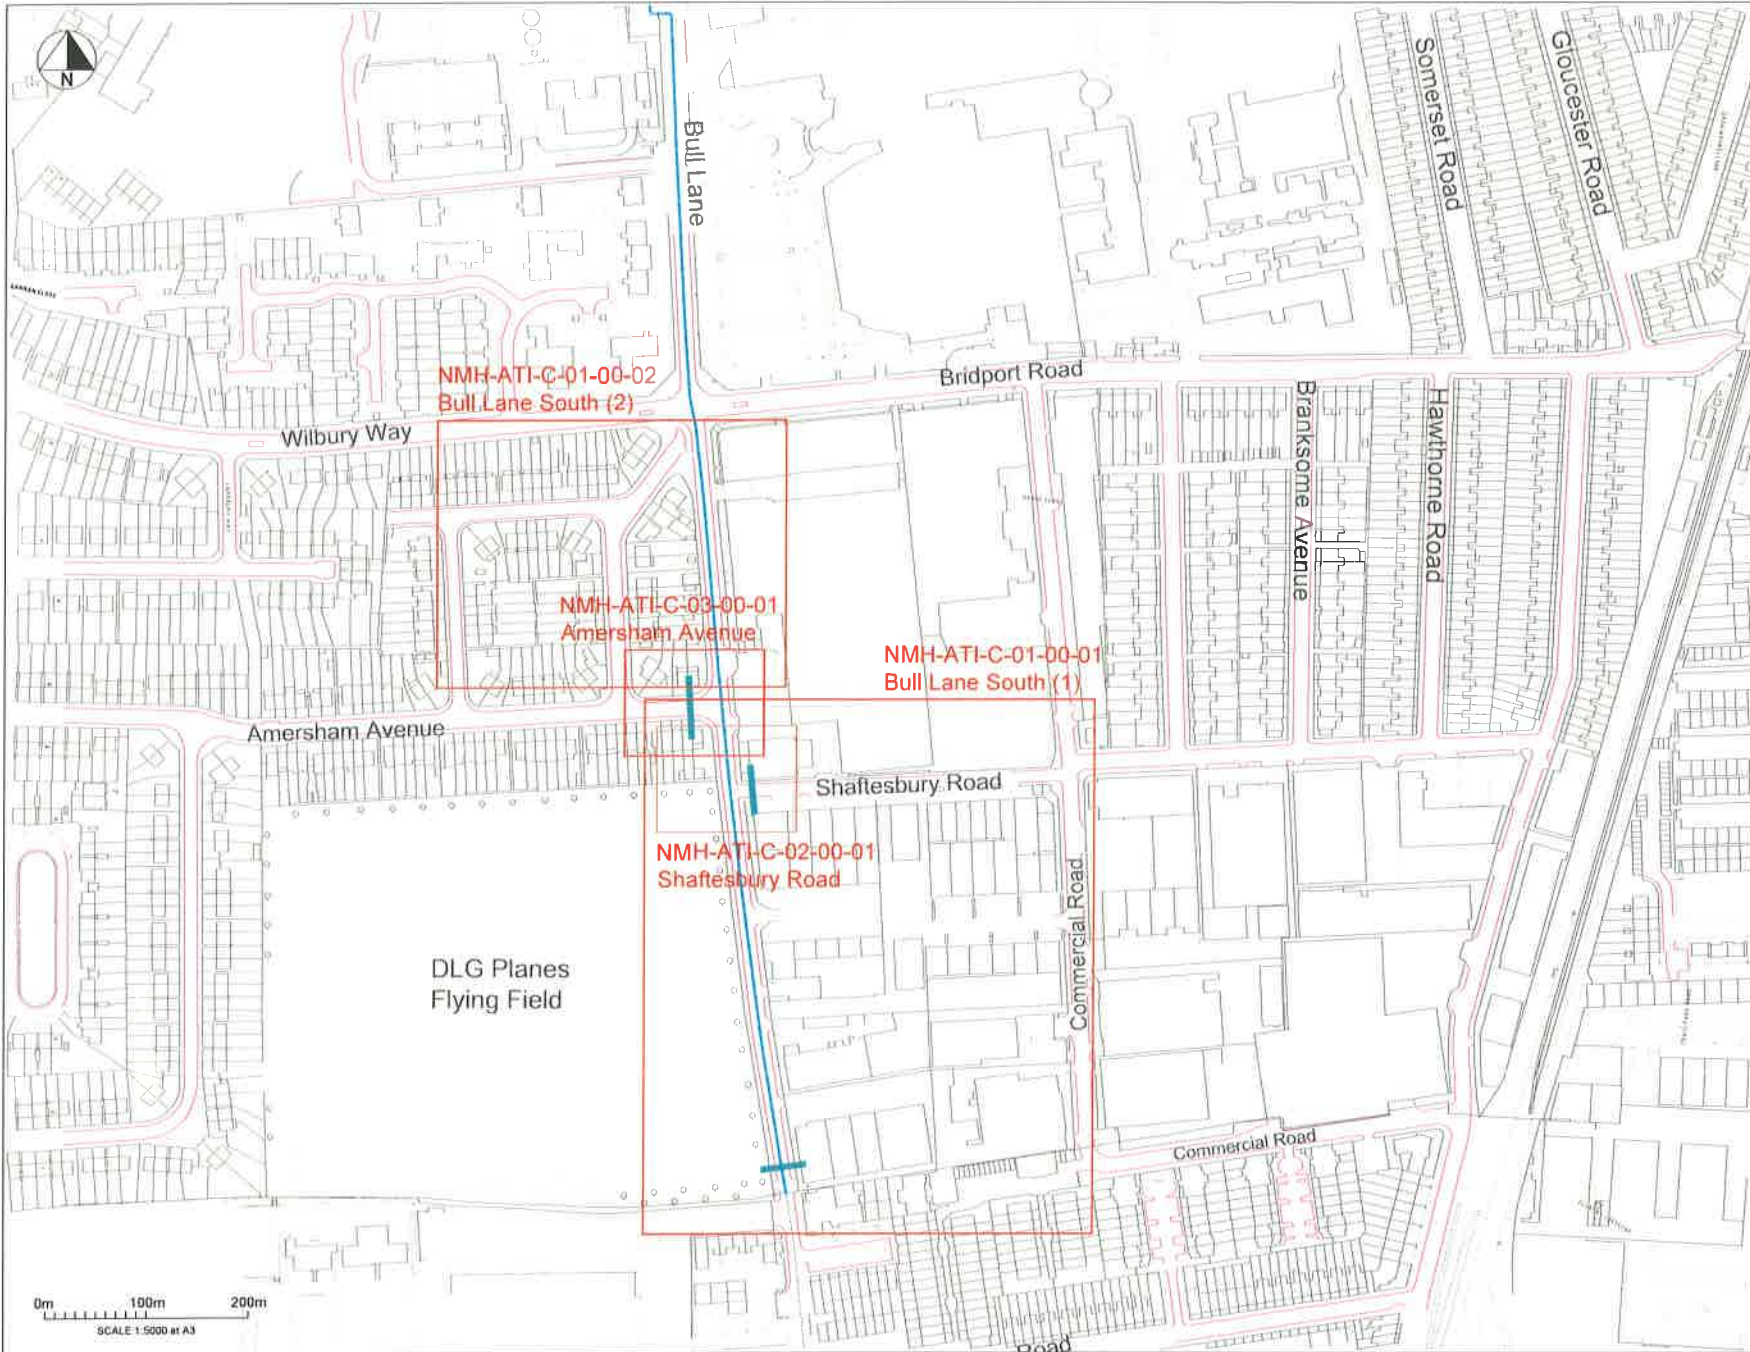 N
Bull Lane
Somerset Road
Gloucester Road
NMH-ATI-C-01-00-02
Bull Lane South (2)
Bridport Road
Wilbury Way
Branksome Avenue
Hawthorne Road
NMH-ATI-C-03-00-01
Amersham Avenue
NMH-ATI-C-01-00-01
Bull Lane South (1)
Amersham Avenue
Shaftesbury Road
NMH-ATI-C-02-00-01
Shaftesbury Road
Commercial Road
DLG Planes
Flying Field
Commercial Road
0m 100m 200m
SCALE 1:5000 at A3
Road